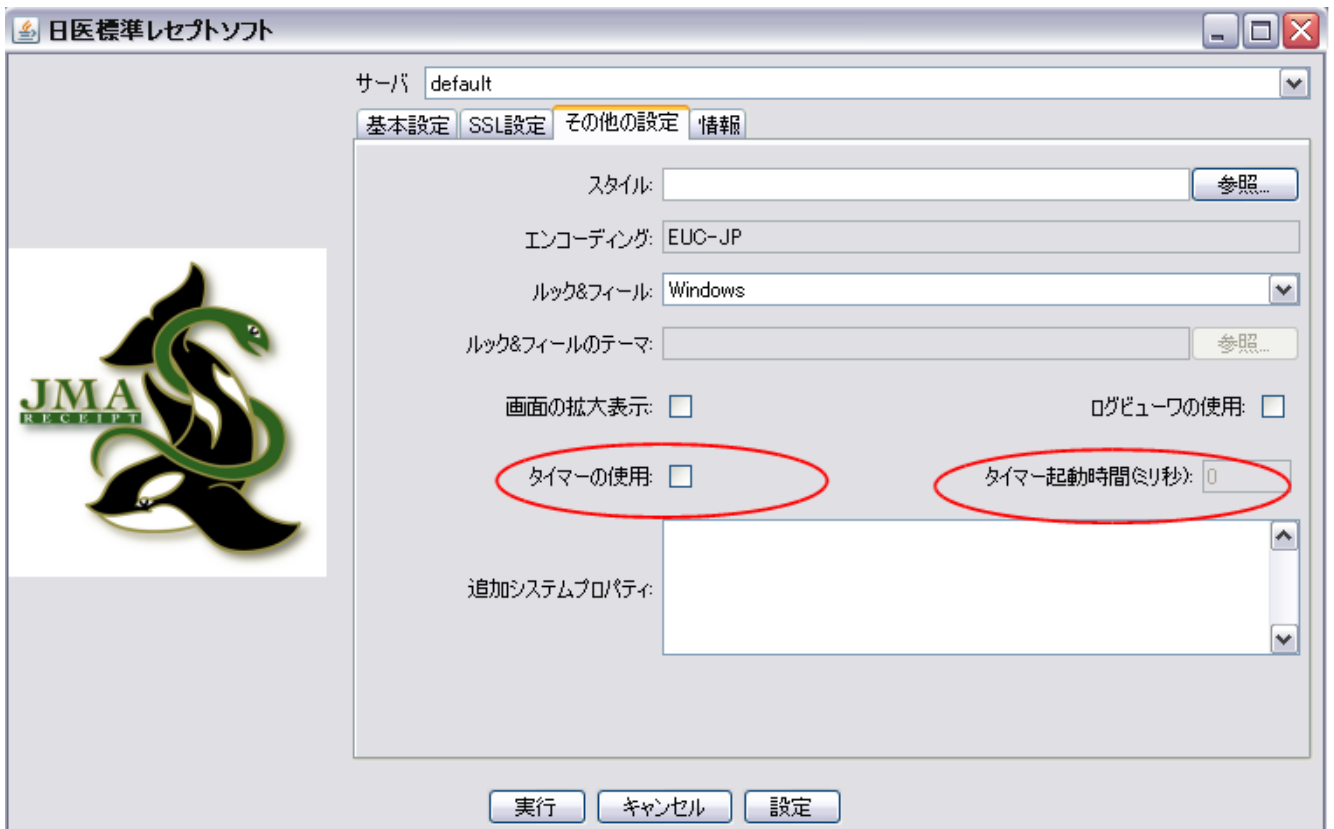 日医標準レセプトソフト
サーバ default
基本設定 SSL設定 その他の設定 情報
スタイル: 参照...
エンコーディング: EUC-JP
ルック&フィール: Windows
ルック&フィールのテーマ: 参照...
画面の拡大表示: ログビューワの使用:
タイマーの使用: タイマー起動時間(ミリ秒): 0
追加システムプロパティ:
JMA
RECEIPT
実行 キャンセル 設定